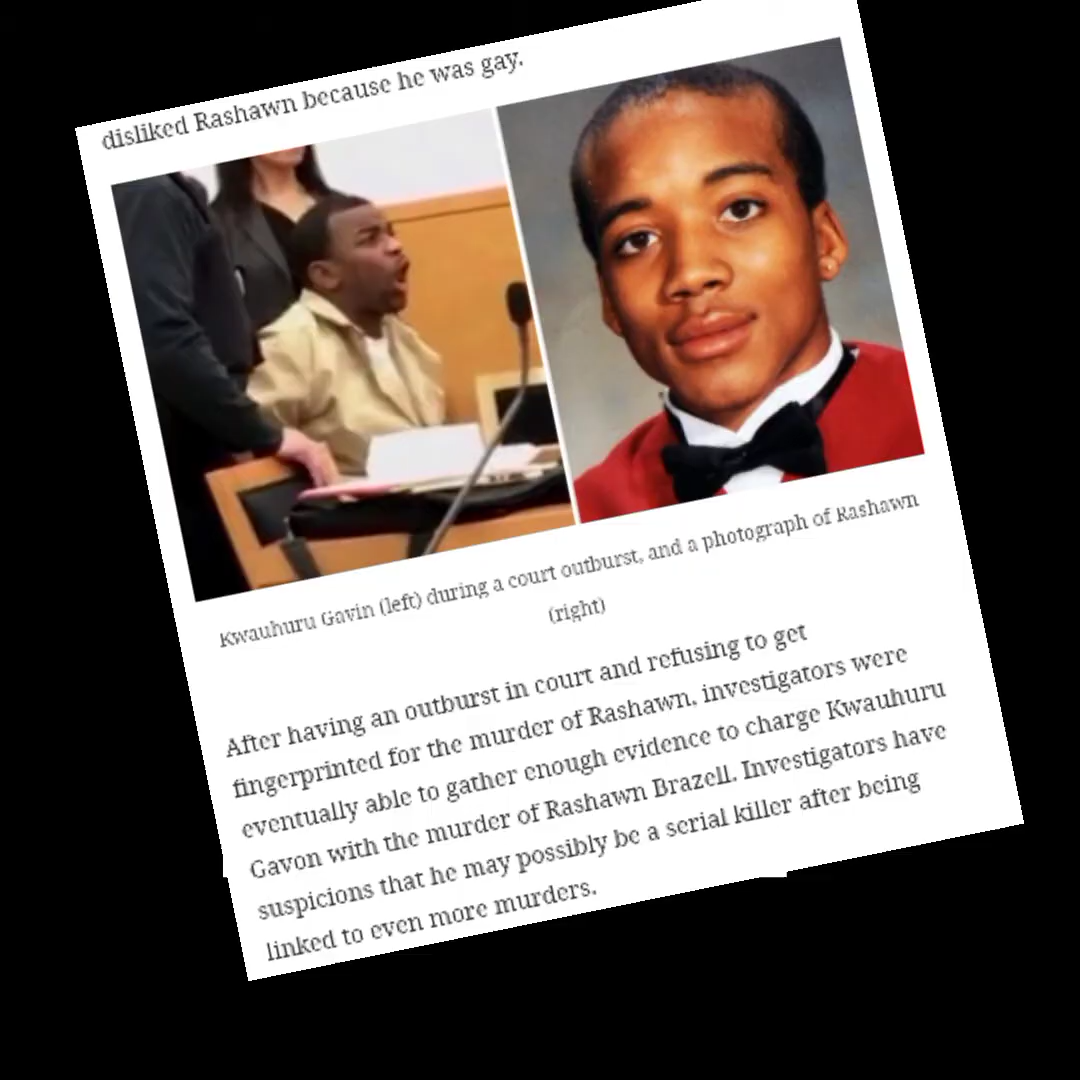 disliked Rashawn because he was gay.
Kwauhuru Gavin (left) during a court outburst, and a photograph of Rashawn
(right)
After having an outburst in court and refusing to get
fingerprinted for the murder of Rashawn, investigators were
eventually able to gather enough evidence to charge Kwauhuru
Gavon with the murder of Rashawn Brazell. Investigators have
suspicions that he may possibly be a serial killer after being
linked to even more murders.